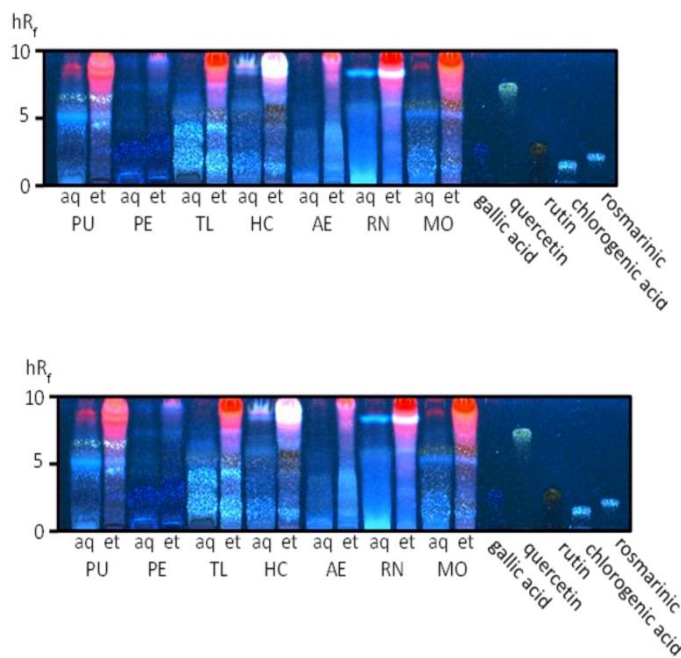 hRf
10
5
0
aq et aq et aq et aq et aq et aq et aq et
PU PE TL HC AE RN MO
gallic acid
quercetin
rutin
chlorogenic acid
rosmarinic
hRf
10
5
0
aq et aq et aq et aq et aq et aq et aq et
PU PE TL HC AE RN MO
gallic acid
quercetin
rutin
chlorogenic acid
rosmarinic